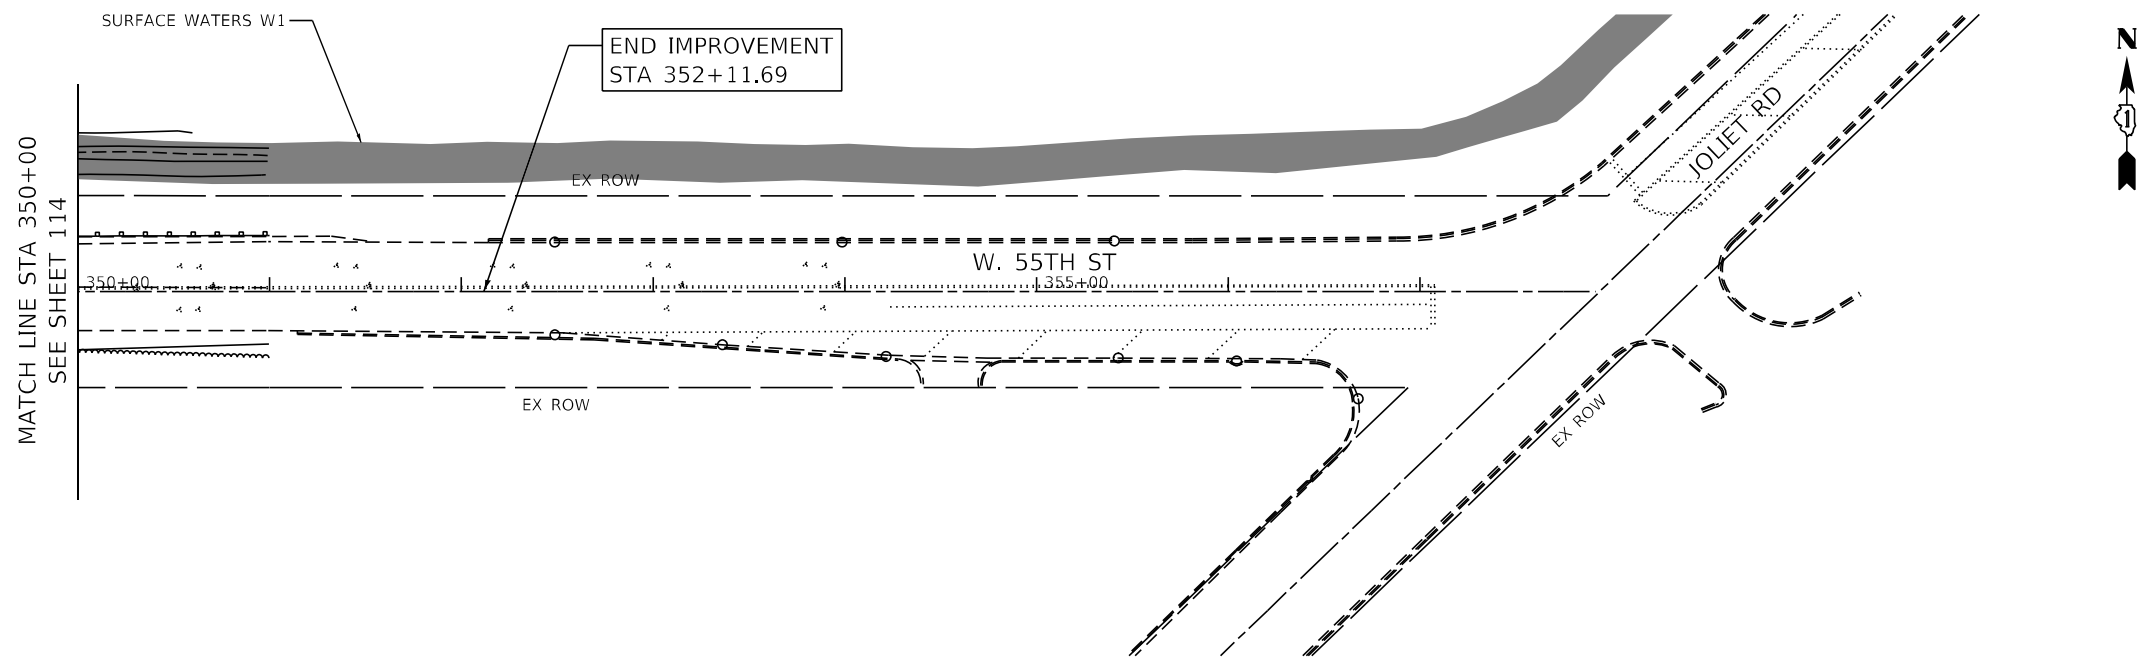 SURFACE WATERS W1
END IMPROVEMENT
STA 352+11.69
N
1
JOLIET RD
MATCH LINE STA 350+00
SEE SHEET 114
EX ROW
W. 55TH ST
350+00
355+00
EX ROW
EX ROW